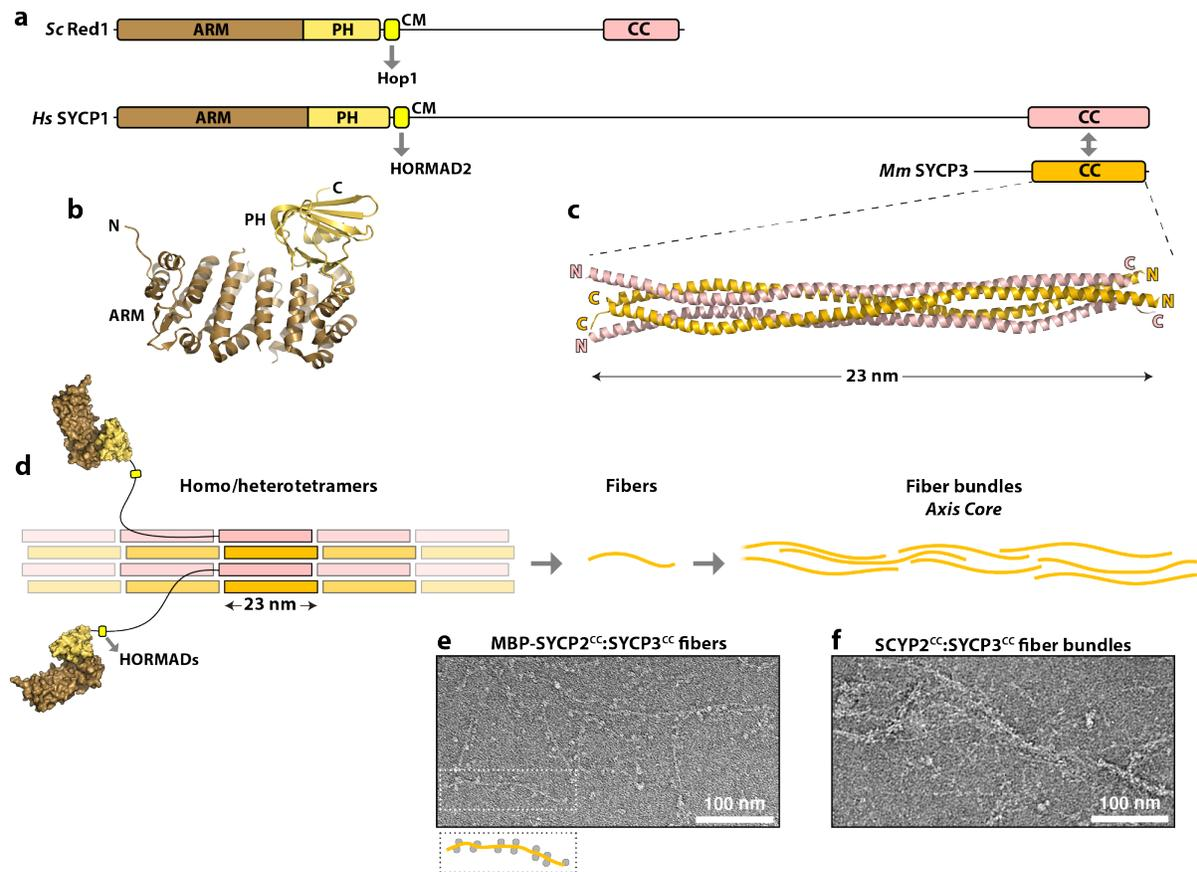 a
Sc Red1 ARM PH CM CC
Hop1
Hs SYCP1 ARM PH CM CC
HORMAD2
Mm SYCP3 CC
b
N
ARM
PH
C
c
N
C
C
N
C
N
N
C
23 nm
d
Homo/heterotetramers
Fibers
Fiber bundles
Axis Core
23 nm
HORMADs
e
MBP-SYCP2CC:SYCP3CC fibers
100 nm
f
SCYP2CC:SYCP3CC fiber bundles
100 nm